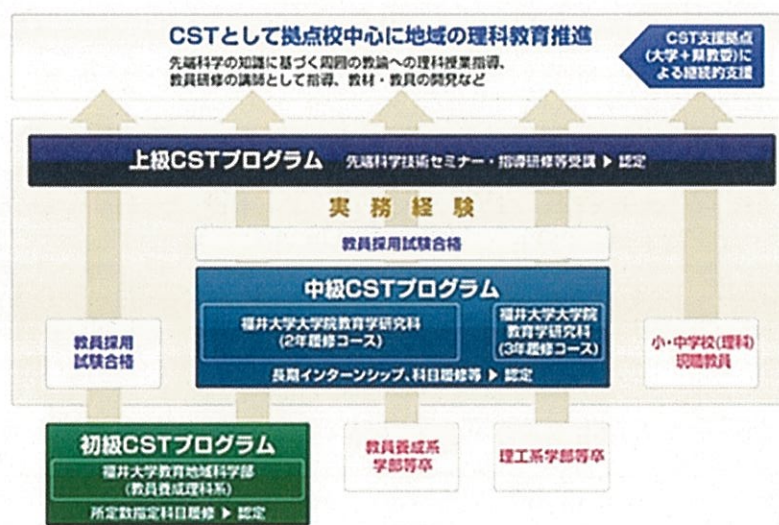 CSTとして拠点校中心に地域の理科教育推進
先端科学の知識に基づく周囲の教諭への理科授業指導、
教員研修の講師として指導、教材・教具の開発など
CST支援拠点
(大学+県教委)に
よる継続的支援
上級CSTプログラム 先端科学技術セミナー・指導研修等受講 ▶ 認定
実務経験
教員採用試験合格
中級CSTプログラム
福井大学大学院教育学研究科
(2年履修コース)
福井大学大学院
教育学研究科
(3年履修コース)
長期インターンシップ、科目履修等 ▶ 認定
教員採用
試験合格
小・中学校(理科)
現職教員
初級CSTプログラム
福井大学教育地域科学部
(教員養成理科系)
所定数指定科目履修 ▶ 認定
教員養成系
学部等卒
理工系学部等卒